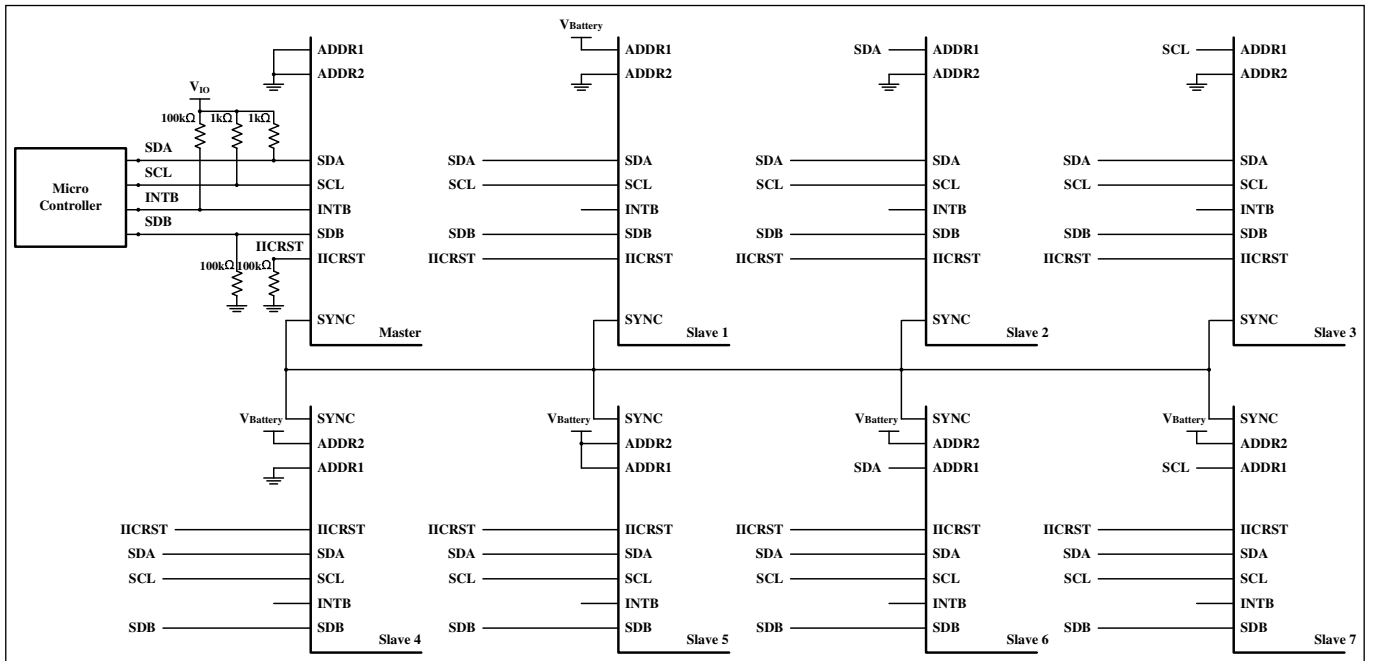 VBattery
ADDR1
ADDR1
SDA
ADDR1
SCL
ADDR1
ADDR2
ADDR2
ADDR2
ADDR2
VIO
100kΩ
1kΩ
1kΩ
Micro
Controller
SDA
SCL
INTB
SDB
SDA
SCL
INTB
SDB
IICRST
IICRST
100kΩ
100kΩ
SYNC
Master
SDA
SCL
SDB
IICRST
SDA
SCL
INTB
SDB
IICRST
SYNC
Slave 1
SDA
SCL
SDB
IICRST
SDA
SCL
INTB
SDB
IICRST
SYNC
Slave 2
SDA
SCL
SDB
IICRST
SDA
SCL
INTB
SDB
IICRST
SYNC
Slave 3
VBattery
SYNC
ADDR2
ADDR1
IICRST
SDA
SCL
SDB
IICRST
SDA
SCL
INTB
SDB
Slave 4
VBattery
SYNC
ADDR2
ADDR1
IICRST
SDA
SCL
SDB
IICRST
SDA
SCL
INTB
SDB
Slave 5
VBattery
SYNC
ADDR2
SDA
ADDR1
IICRST
SDA
SCL
SDB
IICRST
SDA
SCL
INTB
SDB
Slave 6
VBattery
SYNC
ADDR2
SCL
ADDR1
IICRST
SDA
SCL
SDB
IICRST
SDA
SCL
INTB
SDB
Slave 7